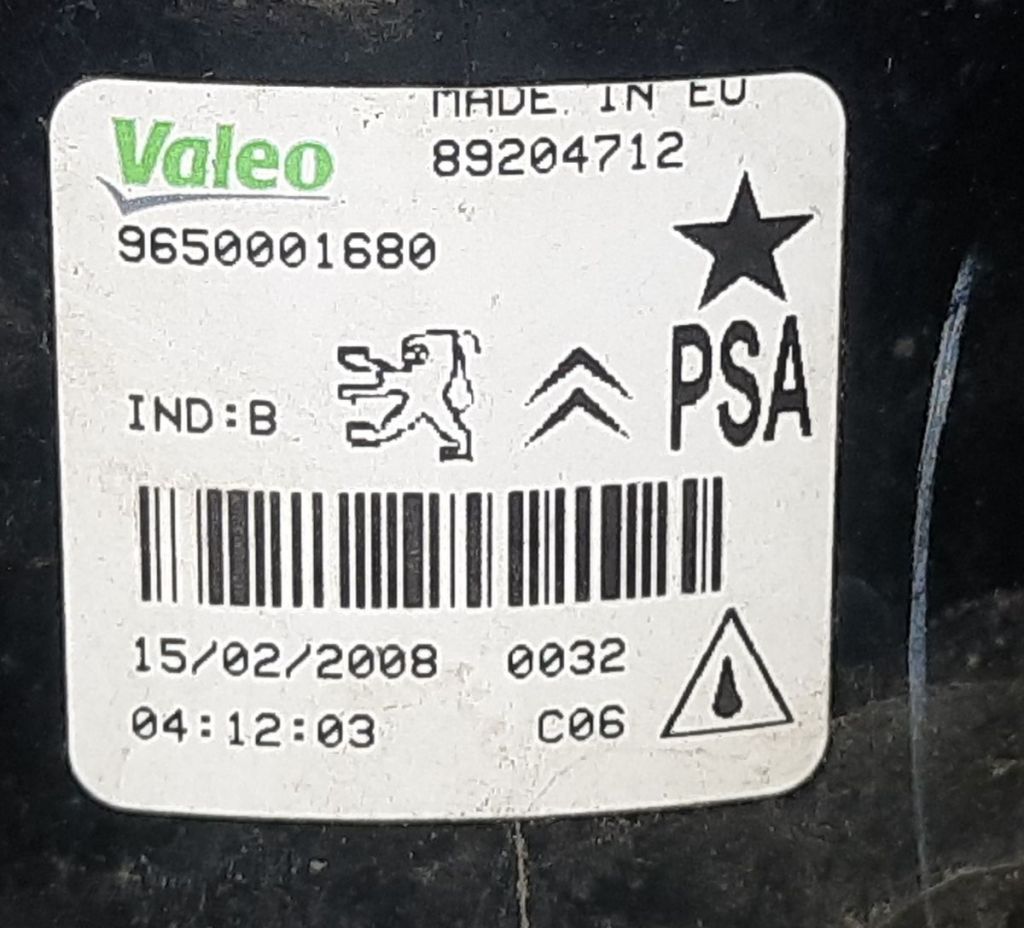 MADE IN EU
Valeo
89204712
9650001680
IND:B
PSA
15/02/2008 0032
04:12:03 C06